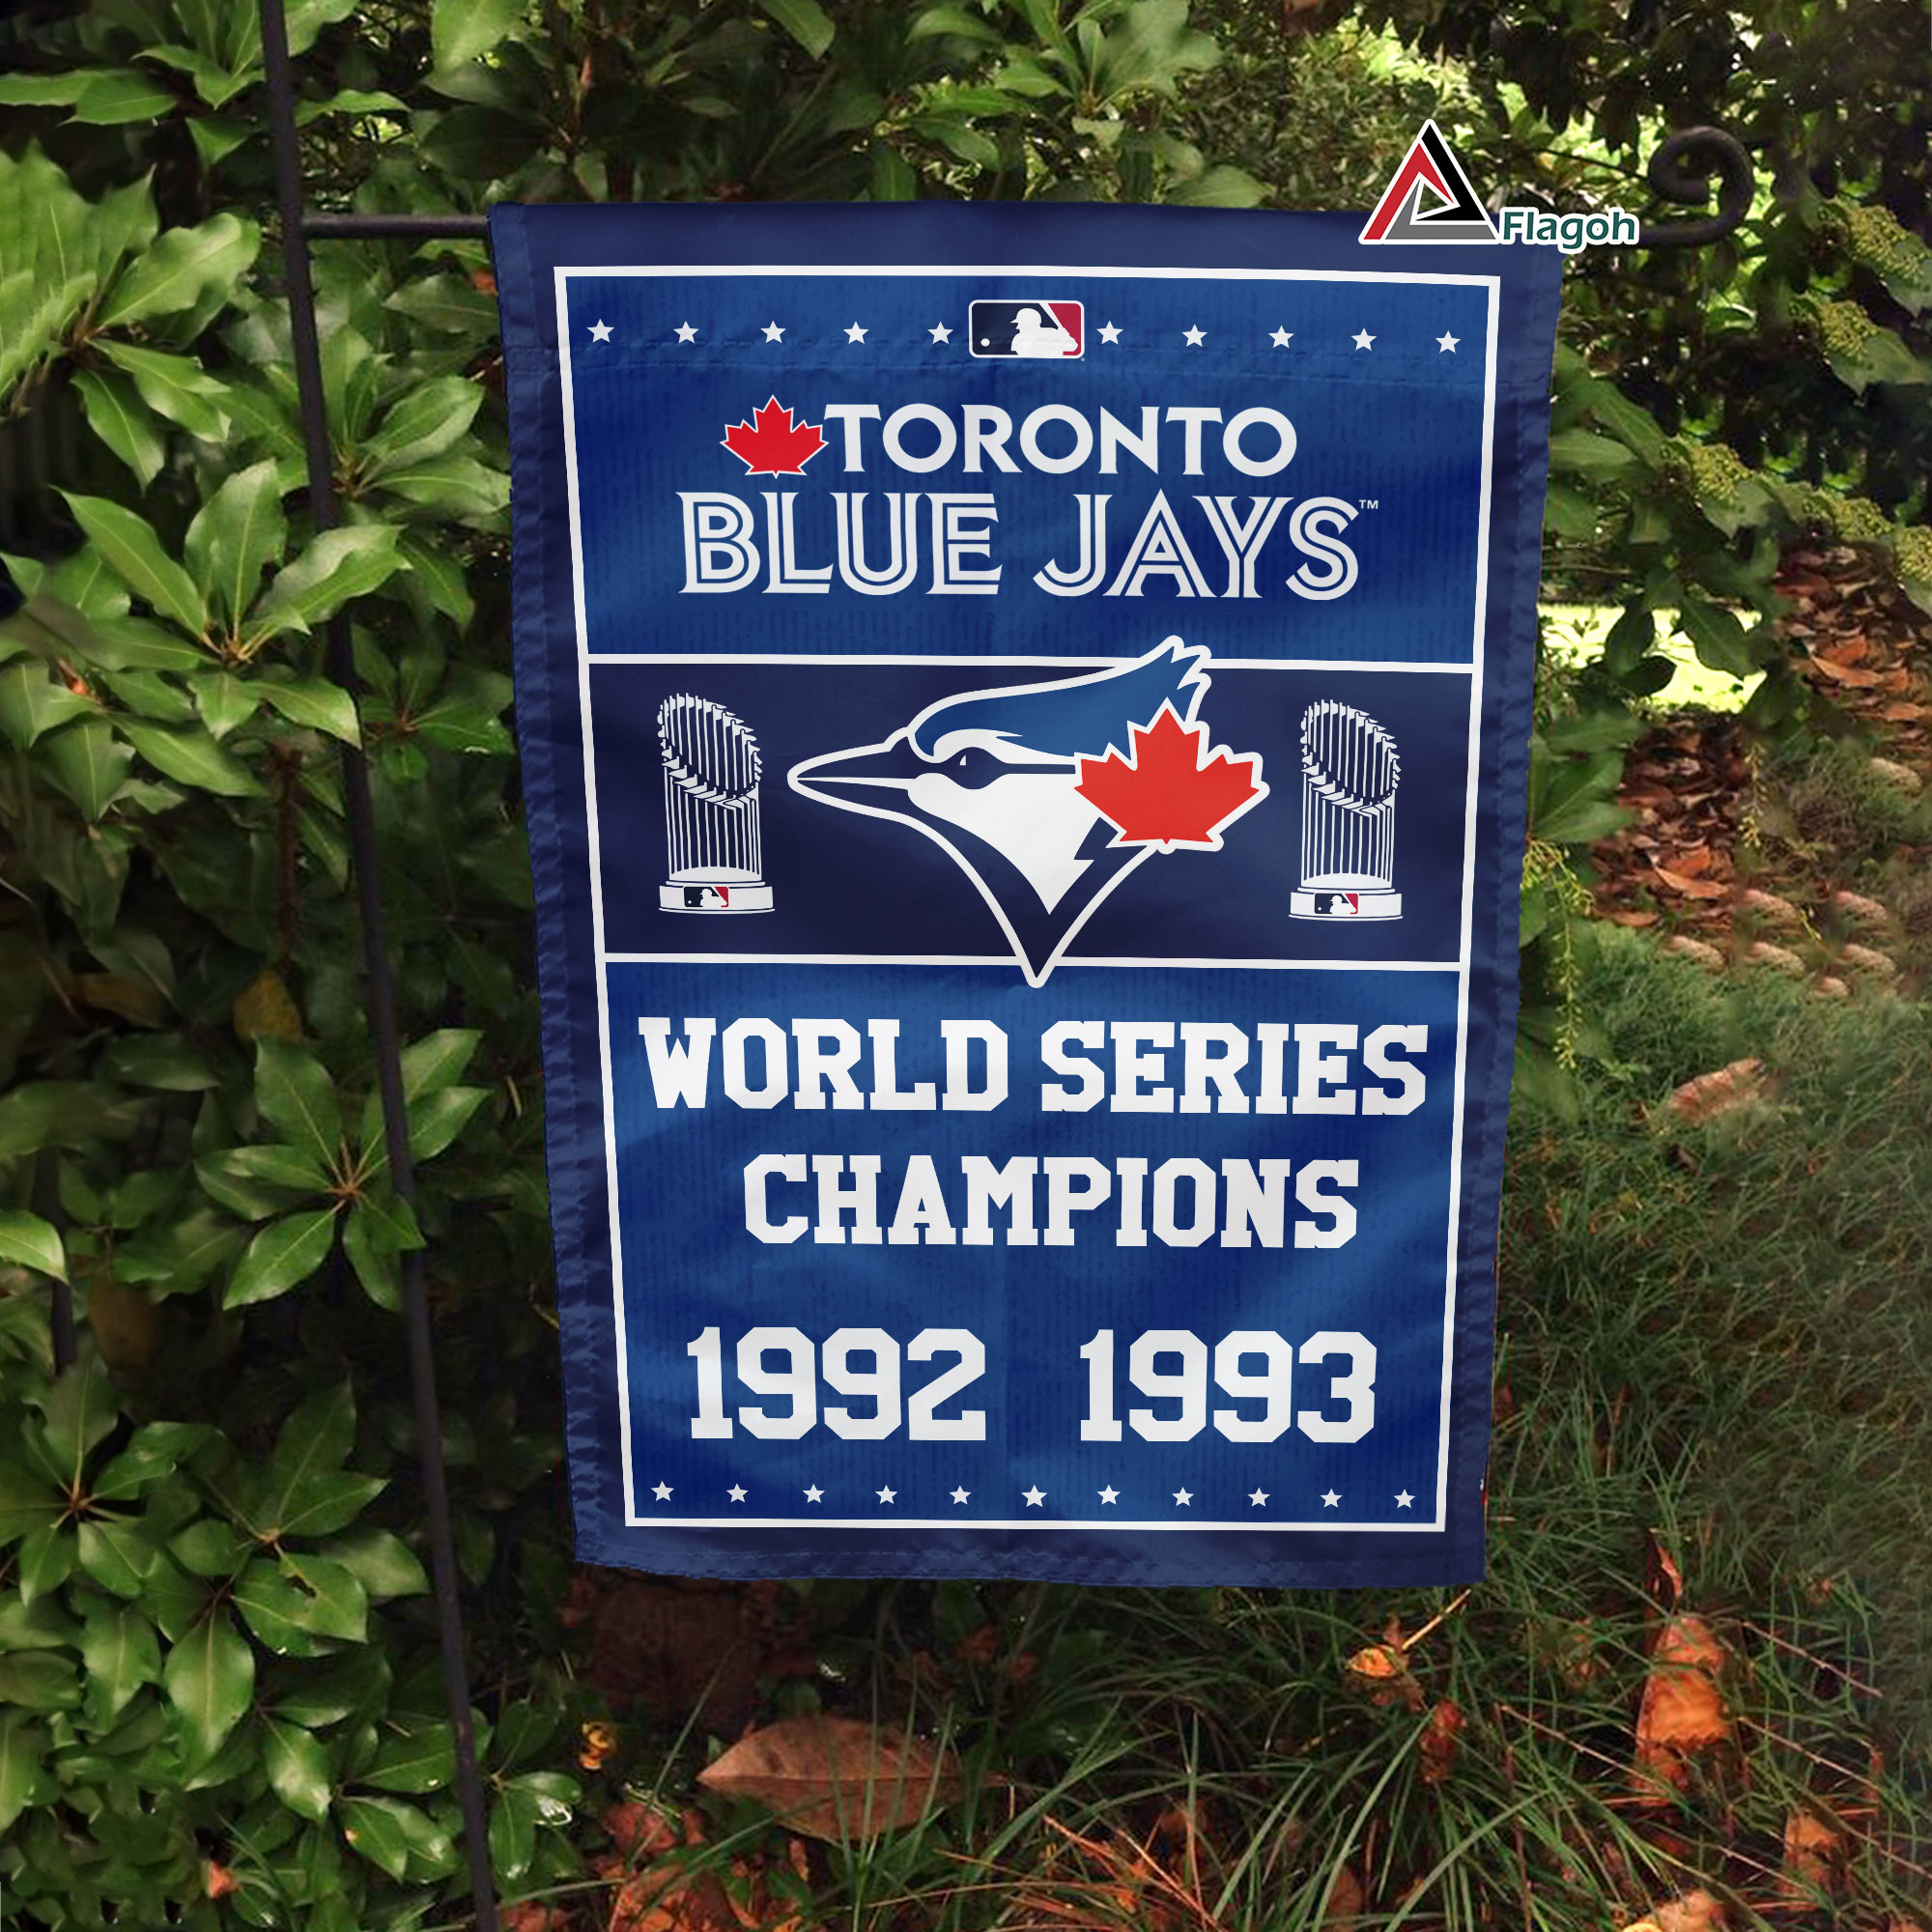 Flagoh
TORONTO
BLUE JAYS™
WORLD SERIES
CHAMPIONS
1992 1993